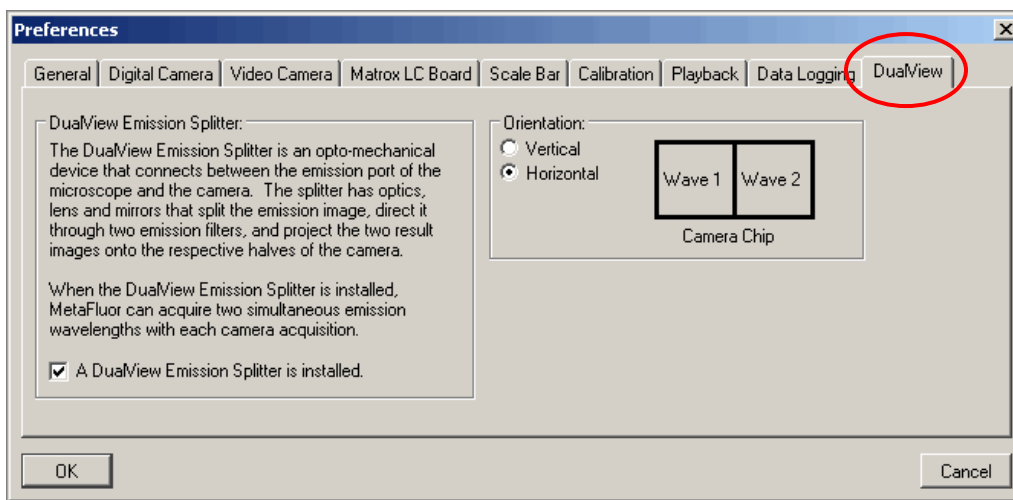 Preferences
General Digital Camera Video Camera Matrox LC Board Scale Bar Calibration Playback Data Logging DualView
DualView Emission Splitter:
The DualView Emission Splitter is an opto-mechanical
device that connects between the emission port of the
microscope and the camera. The splitter has optics,
lens and mirrors that split the emission image, direct it
through two emission filters, and project the two result
images onto the respective halves of the camera.
When the DualView Emission Splitter is installed,
MetaFluor can acquire two simultaneous emission
wavelengths with each camera acquisition.
A DualView Emission Splitter is installed.
Orientation:
Vertical
Horizontal
Wave 1 Wave 2
Camera Chip
OK Cancel